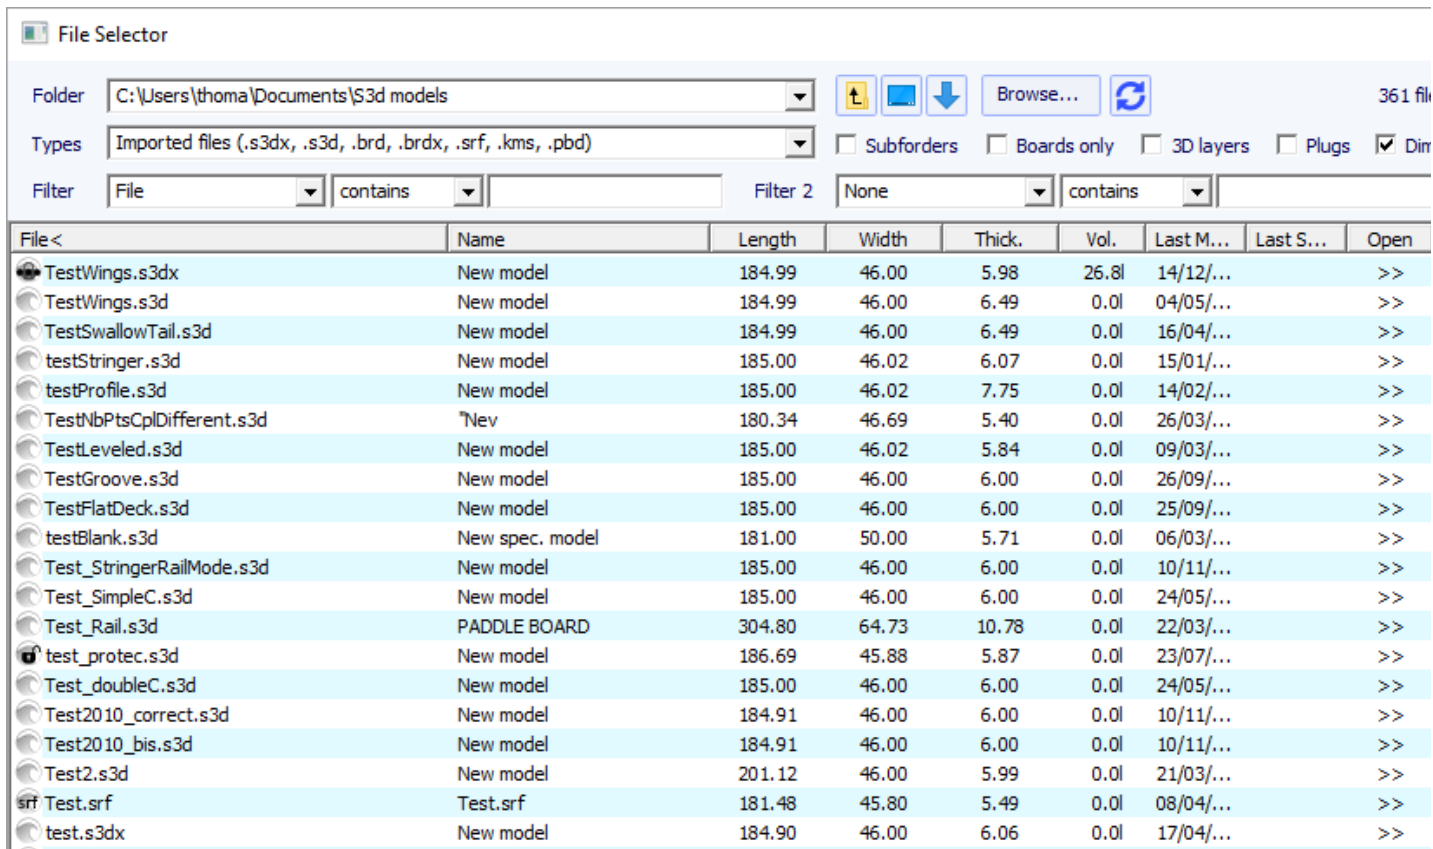 File Selector
Folder C:\Users\thoma\Documents\S3d models Browse... 361 file
Types Imported files (.s3dx, .s3d, .brd, .brdx, .srf, .kms, .pbd) Subforders Boards only 3D layers Plugs Dim
Filter File contains Filter 2 None contains
File< Name Length Width Thick. Vol. Last M... Last S... Open
TestWings.s3dx New model 184.99 46.00 5.98 26.8l 14/12/... >>
TestWings.s3d New model 184.99 46.00 6.49 0.0l 04/05/... >>
TestSwallowTail.s3d New model 184.99 46.00 6.49 0.0l 16/04/... >>
testStringer.s3d New model 185.00 46.02 6.07 0.0l 15/01/... >>
testProfile.s3d New model 185.00 46.02 7.75 0.0l 14/02/... >>
TestNbPtsCplDifferent.s3d "Nev 180.34 46.69 5.40 0.0l 26/03/... >>
TestLeveled.s3d New model 185.00 46.02 5.84 0.0l 09/03/... >>
TestGroove.s3d New model 185.00 46.00 6.00 0.0l 26/09/... >>
TestFlatDeck.s3d New model 185.00 46.00 6.00 0.0l 25/09/... >>
testBlank.s3d New spec. model 181.00 50.00 5.71 0.0l 06/03/... >>
Test_StringerRailMode.s3d New model 185.00 46.00 6.00 0.0l 10/11/... >>
Test_SimpleC.s3d New model 185.00 46.00 6.00 0.0l 24/05/... >>
Test_Rail.s3d PADDLE BOARD 304.80 64.73 10.78 0.0l 22/03/... >>
test_protec.s3d New model 186.69 45.88 5.87 0.0l 23/07/... >>
Test_doubleC.s3d New model 185.00 46.00 6.00 0.0l 24/05/... >>
Test2010_correct.s3d New model 184.91 46.00 6.00 0.0l 10/11/... >>
Test2010_bis.s3d New model 184.91 46.00 6.00 0.0l 10/11/... >>
Test2.s3d New model 201.12 46.00 5.99 0.0l 21/03/... >>
srf Test.srf Test.srf 181.48 45.80 5.49 0.0l 08/04/... >>
test.s3dx New model 184.90 46.00 6.06 0.0l 17/04/... >>